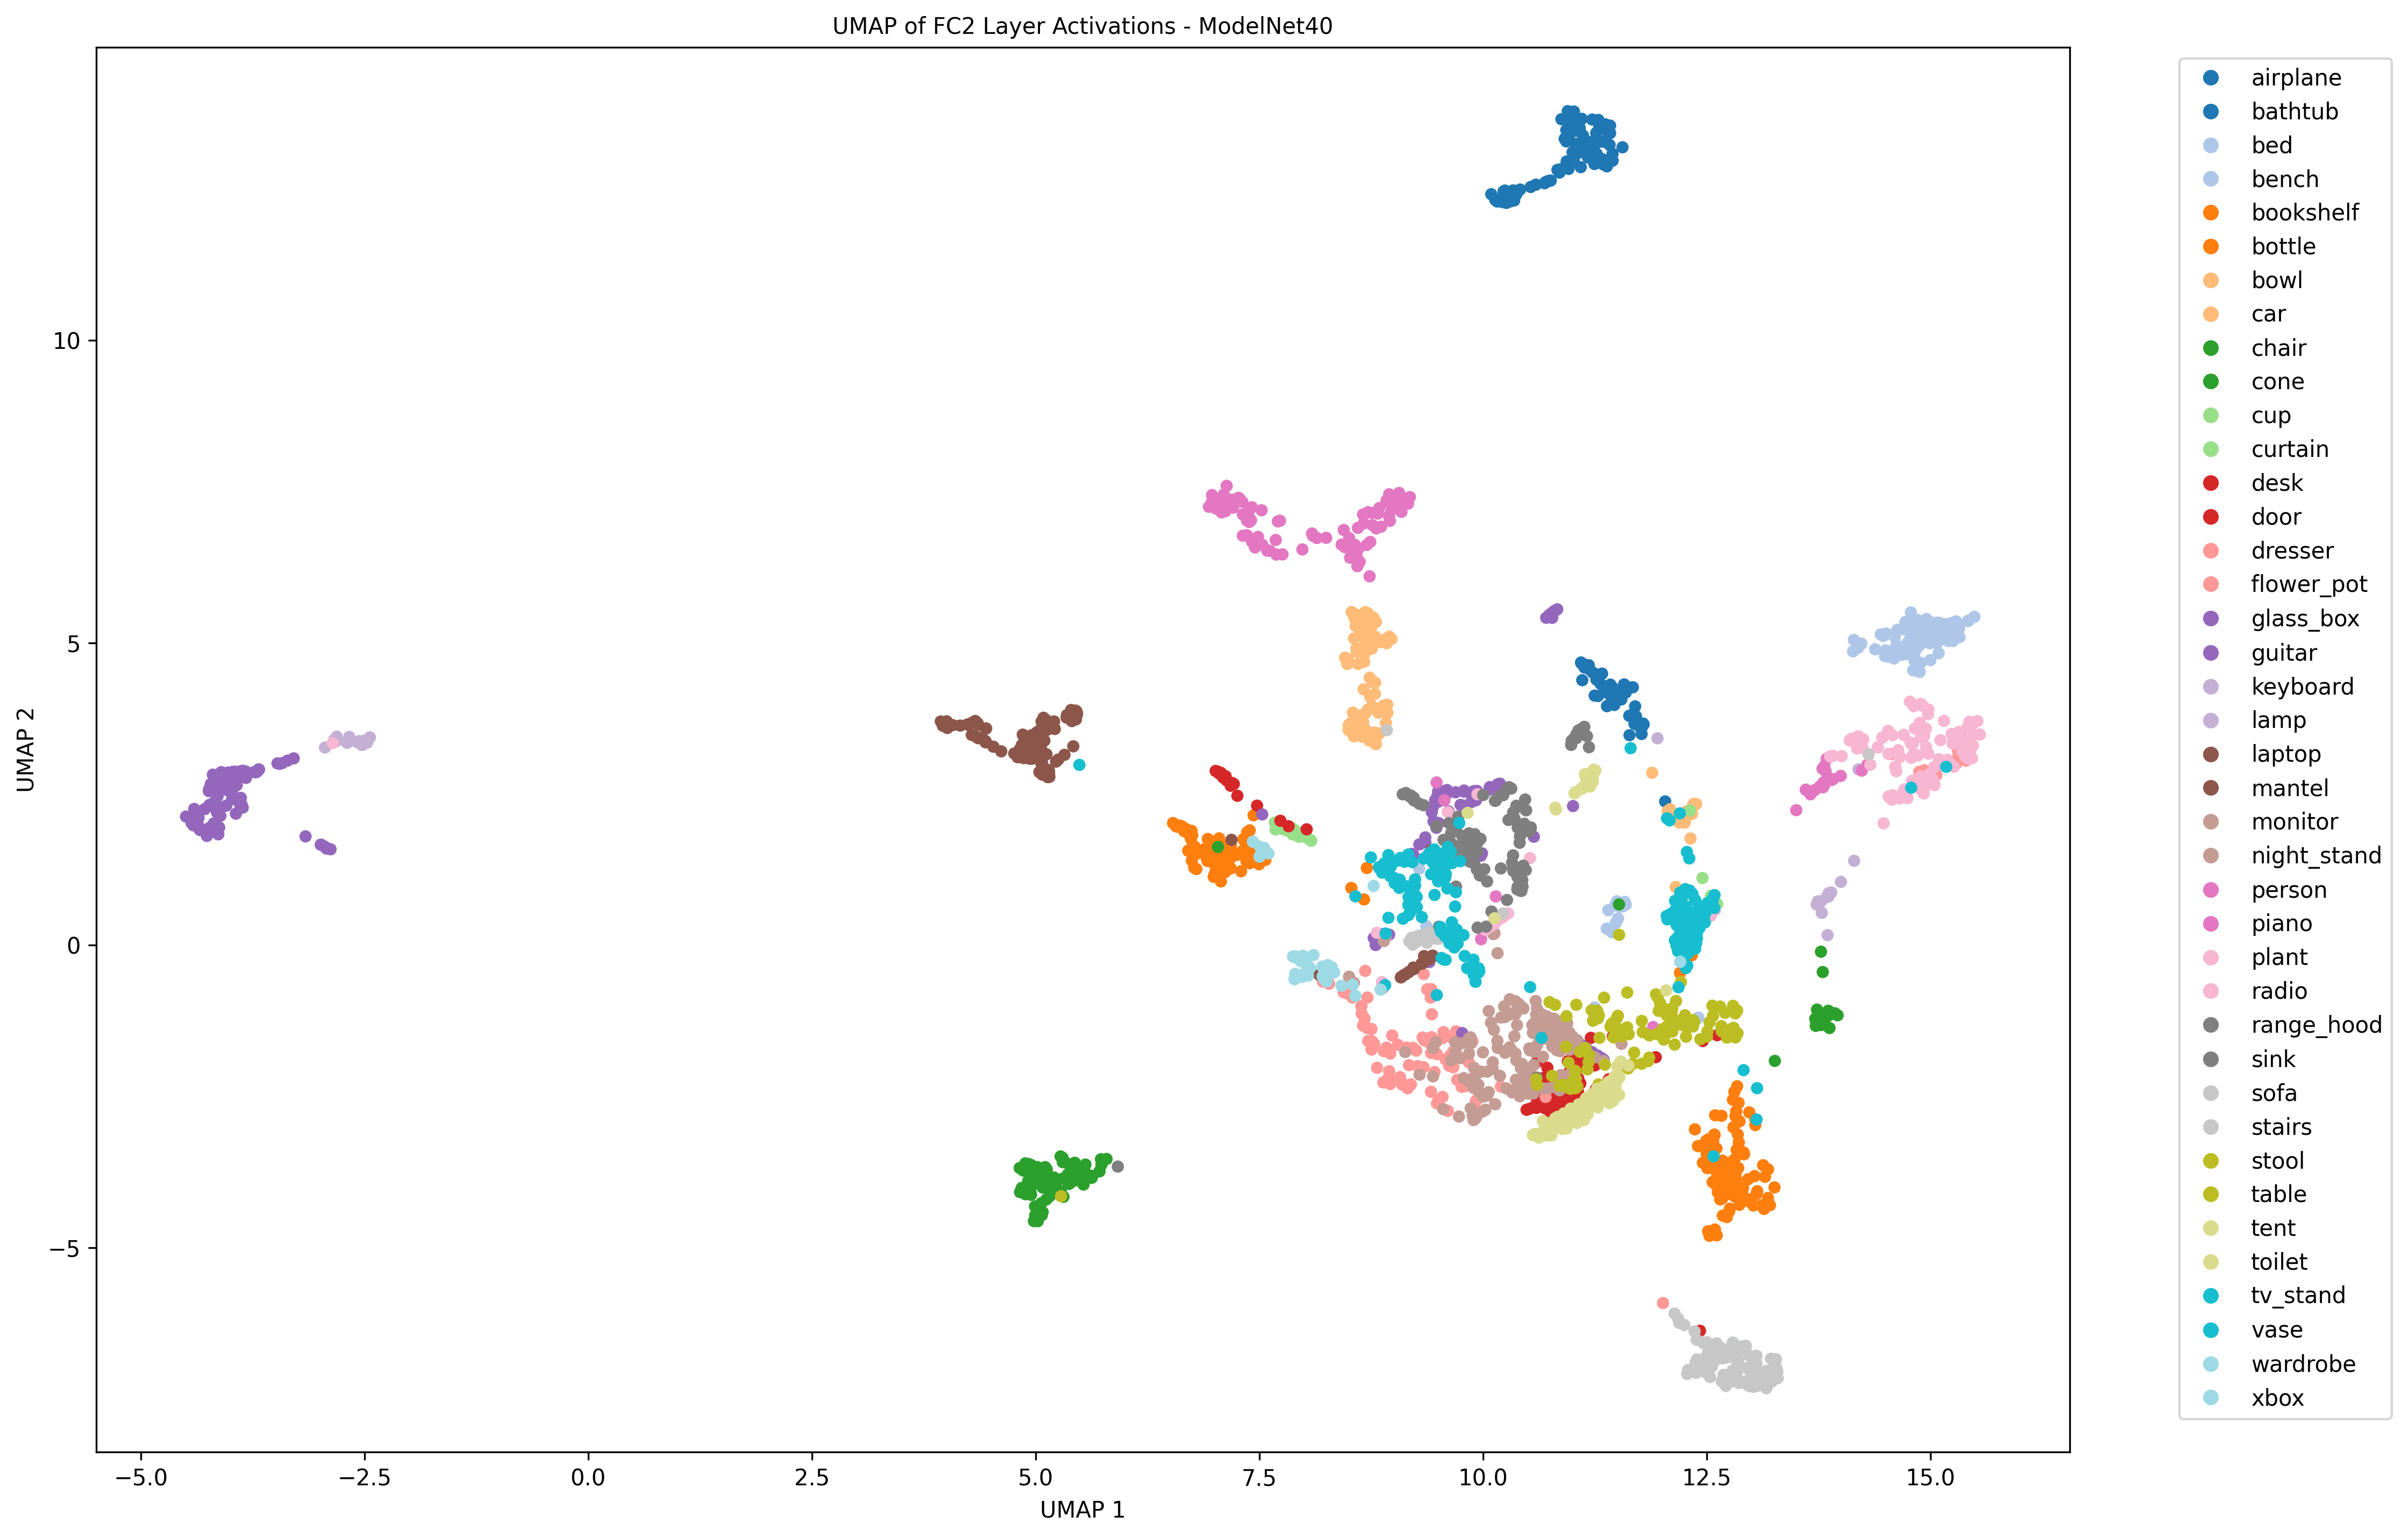 UMAP of FC2 Layer Activations - ModelNet40
UMAP 2
10
5
0
−5
−5.0
−2.5
0.0
2.5
5.0
7.5
10.0
12.5
15.0
UMAP 1
airplane
bathtub
bed
bench
bookshelf
bottle
bowl
car
chair
cone
cup
curtain
desk
door
dresser
flower_pot
glass_box
guitar
keyboard
lamp
laptop
mantel
monitor
night_stand
person
piano
plant
radio
range_hood
sink
sofa
stairs
stool
table
tent
toilet
tv_stand
vase
wardrobe
xbox